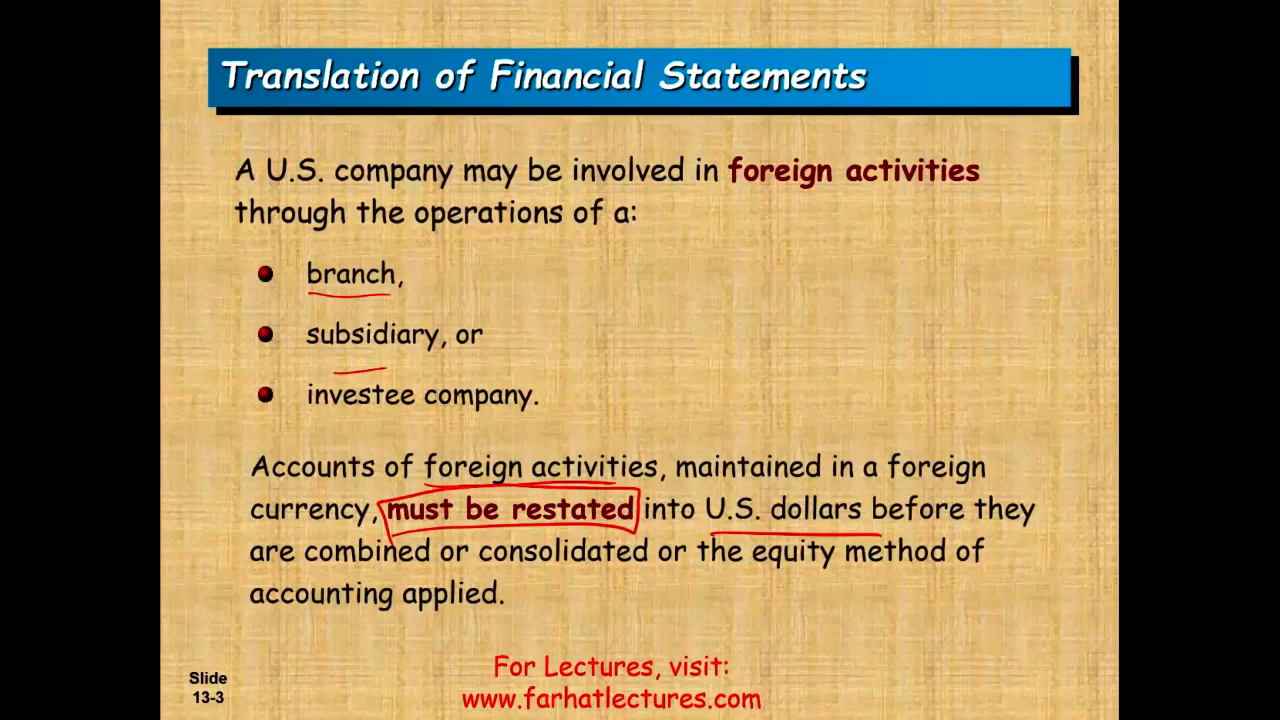 Translation of Financial Statements
A U.S. company may be involved in foreign activities
through the operations of a:
branch,
subsidiary, or
investee company.
Accounts of foreign activities, maintained in a foreign
currency, must be restated into U.S. dollars before they
are combined or consolidated or the equity method of
accounting applied.
For Lectures, visit:
www.farhatlectures.com
Slide
13-3